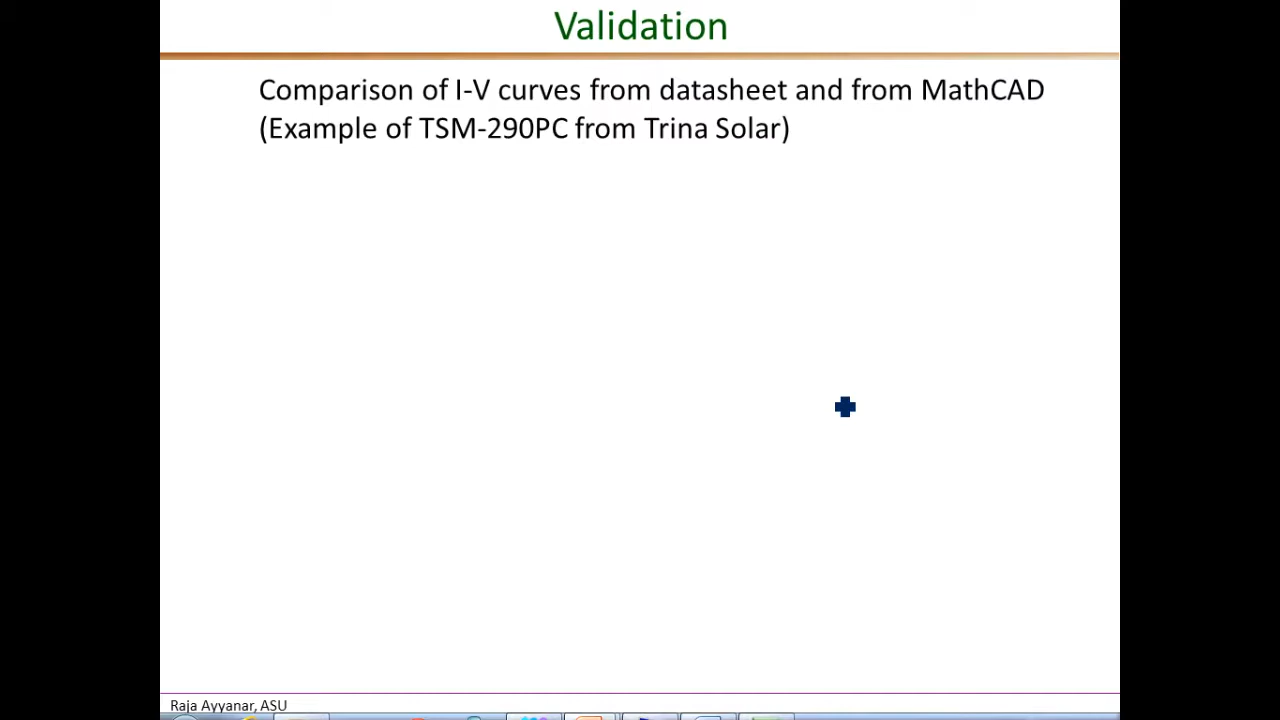 Validation
Comparison of I-V curves from datasheet and from MathCAD
(Example of TSM-290PC from Trina Solar)
Raja Ayyanar, ASU